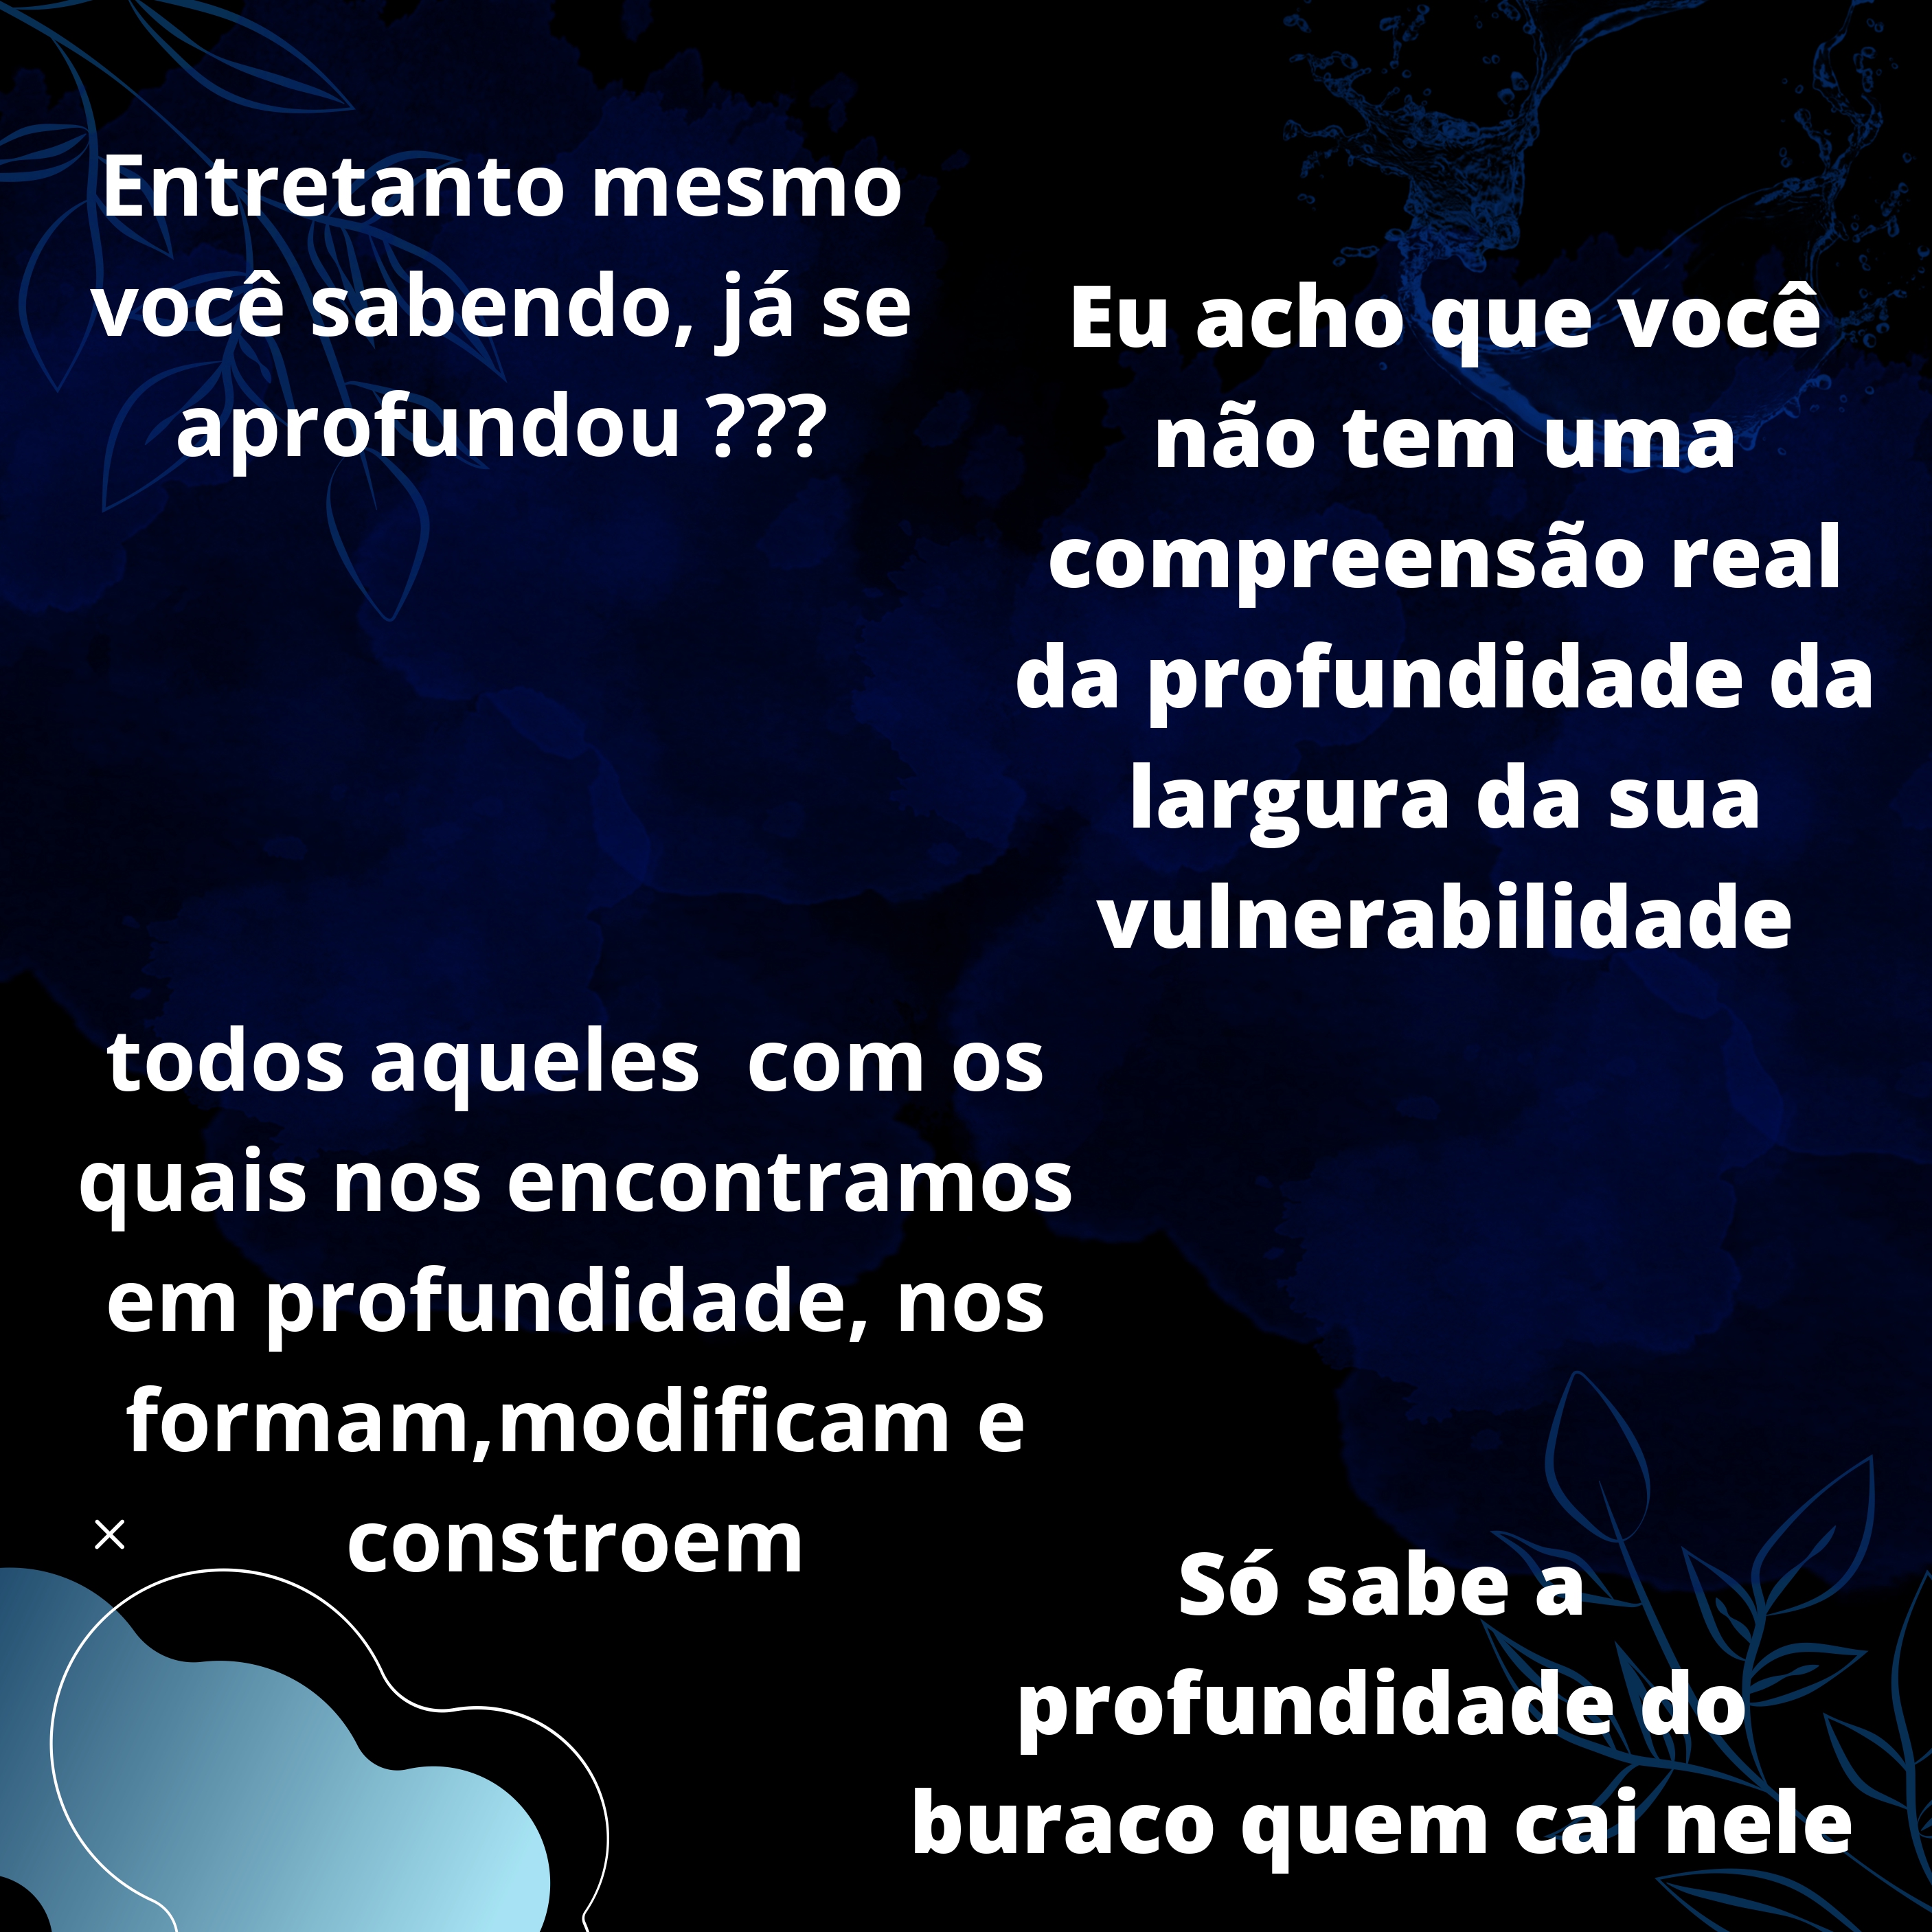 Entretanto mesmo
você sabendo, já se
aprofundou ???
Eu acho que você
não tem uma
compreensão real
da profundidade da
largura da sua
vulnerabilidade
todos aqueles  com os
quais nos encontramos
em profundidade, nos
formam,modificam e
constroem
Só sabe a
profundidade do
buraco quem cai nele